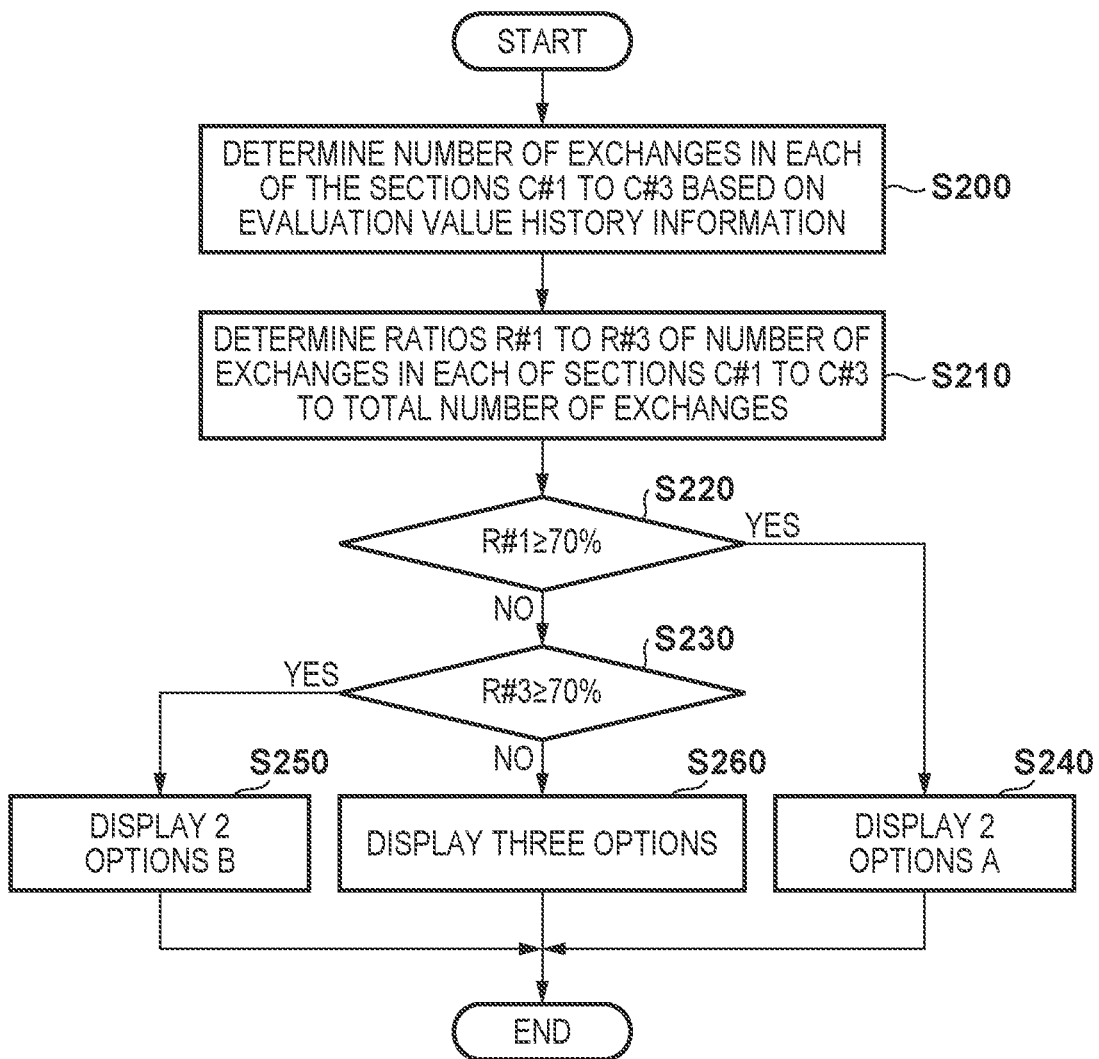 START
DETERMINE NUMBER OF EXCHANGES IN EACH
OF THE SECTIONS C#1 TO C#3 BASED ON
EVALUATION VALUE HISTORY INFORMATION
S200
DETERMINE RATIOS R#1 TO R#3 OF NUMBER OF
EXCHANGES IN EACH OF SECTIONS C#1 TO C#3
TO TOTAL NUMBER OF EXCHANGES
S210
S220
R#1≥70%
YES
NO
S230
YES
R#3≥70%
NO
S250
S260
S240
DISPLAY 2
OPTIONS B
DISPLAY THREE OPTIONS
DISPLAY 2
OPTIONS A
END